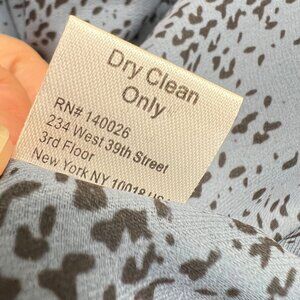 Dry Clean
Only
RN# 140026
234 West 39th Street
3rd Floor
New York NY 10018